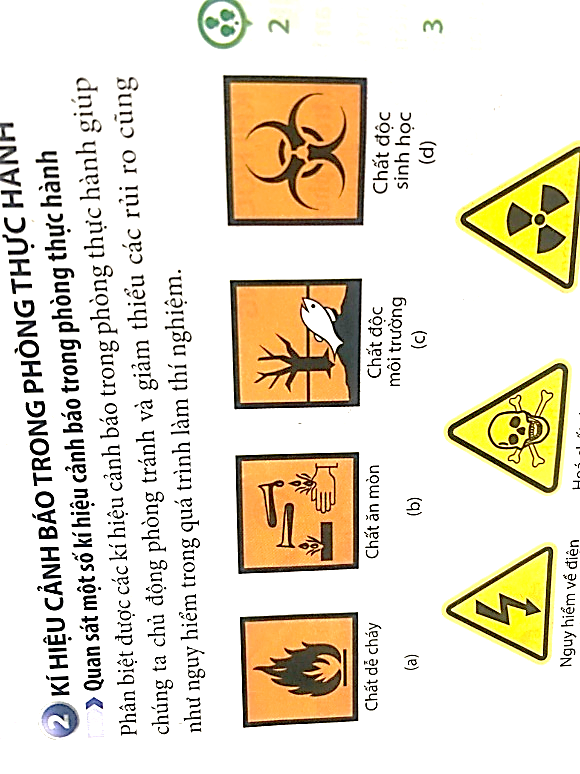 2 KÍ HIỆU CẢNH BÁO TRONG PHÒNG THỰC HÀNH
Quan sát một số kí hiệu cảnh báo trong phòng thực hành
Phân biệt được các kí hiệu cảnh báo trong phòng thực hành giúp
chúng ta chủ động phòng tránh và giảm thiểu các rủi ro cũng
như nguy hiểm trong quá trình làm thí nghiệm.
Chất dễ cháy
(a)
Chất ăn mòn
(b)
Chất độc
môi trường
(c)
Chất độc
sinh học
(d)
Nguy hiểm về điện
2
3